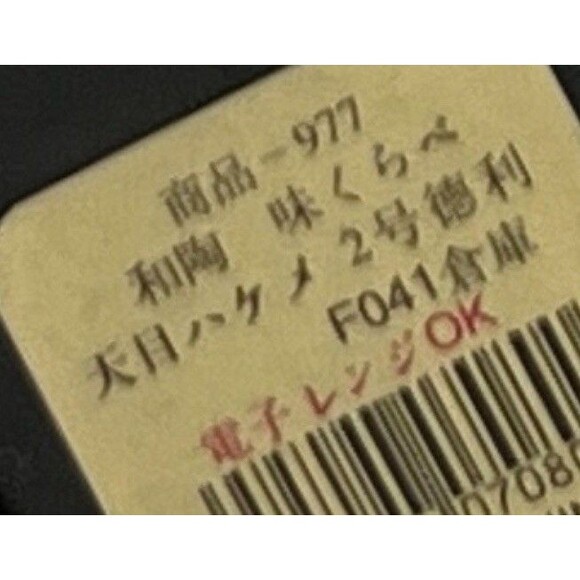 商品-977
和陶 味くらべ
天目ハケメ 2号徳利
F041倉庫
電子レンジOK
07080